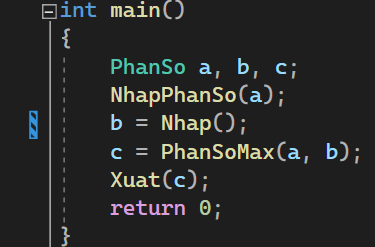 int main()
{
PhanSo a, b, c;
NhapPhanSo(a);
b = Nhap();
c = PhanSoMax(a, b);
Xuat(c);
return 0;
}